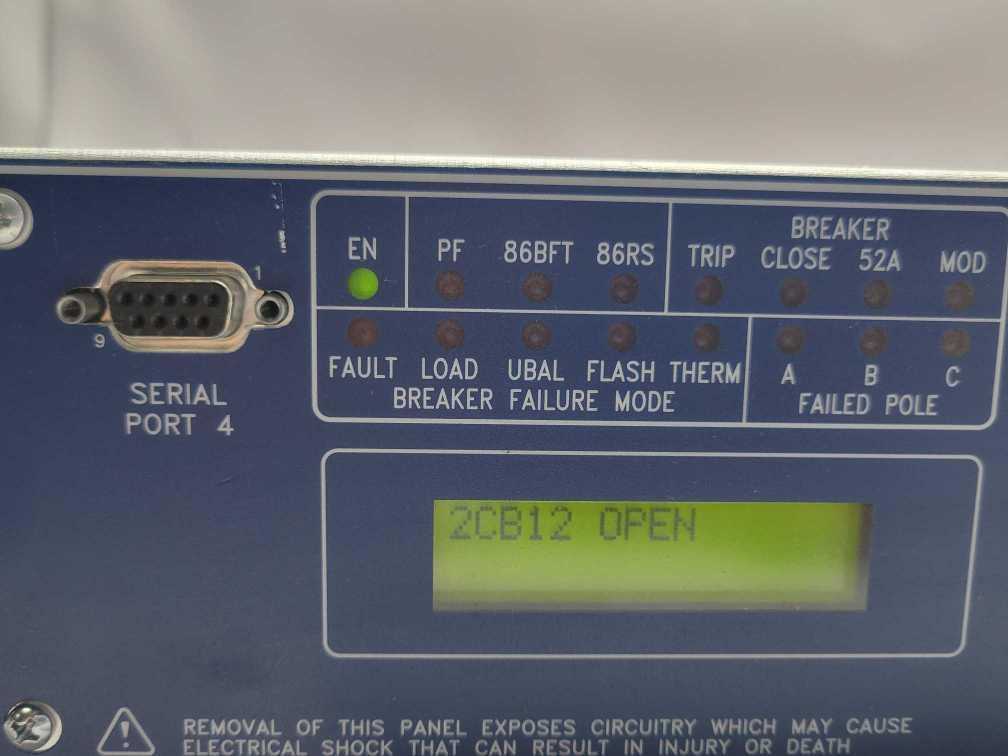 1
9
SERIAL
PORT 4
EN PF 86BFT 86RS TRIP BREAKER CLOSE 52A MOD
FAULT LOAD UBAL FLASH THERM A B C
BREAKER FAILURE MODE FAILED POLE
2CB12 OPEN
REMOVAL OF THIS PANEL EXPOSES CIRCUITRY WHICH MAY CAUSE
ELECTRICAL SHOCK THAT CAN RESULT IN INJURY OR DEATH